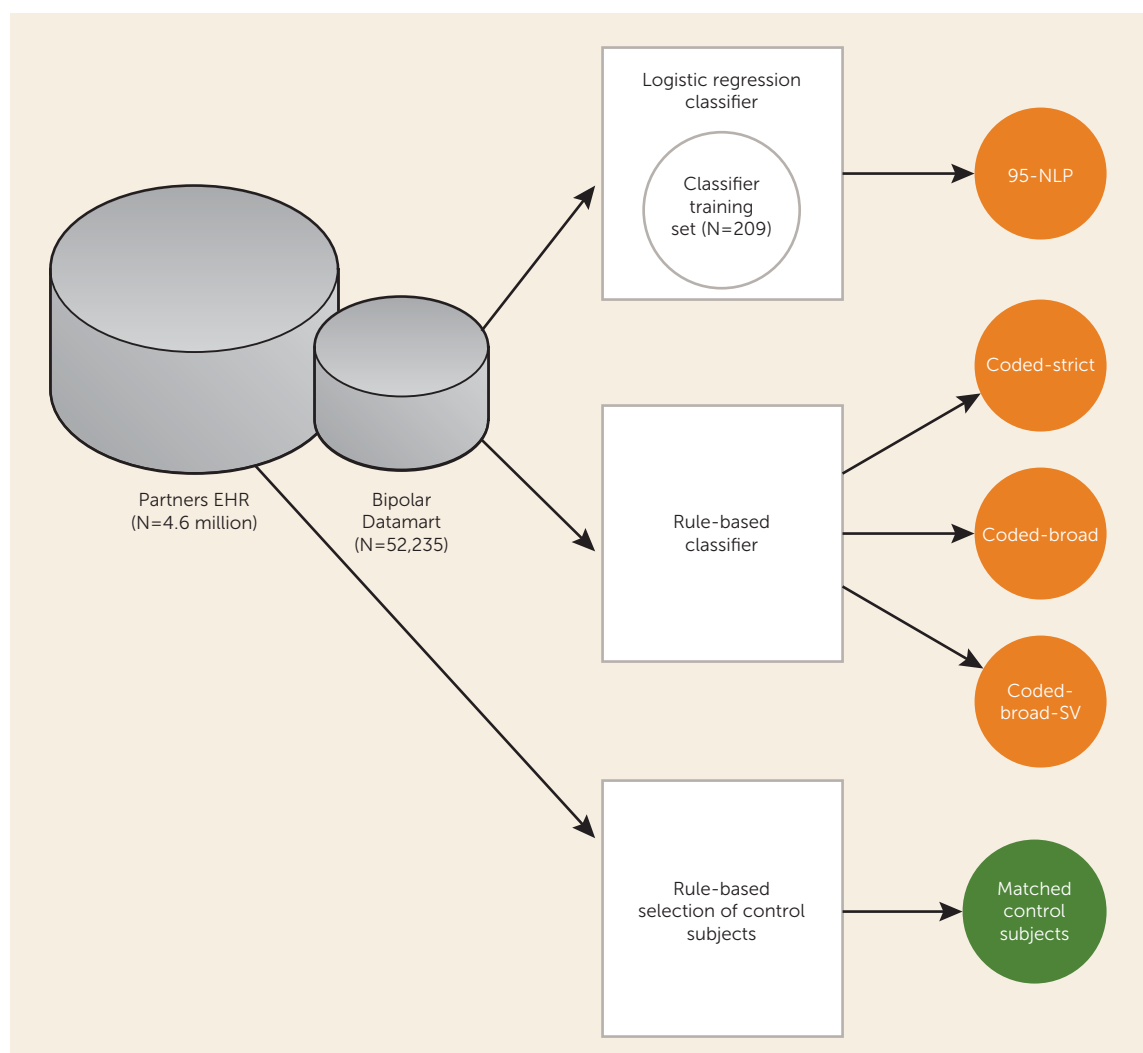 Logistic regression
classifier
Classifier
training
set (N=209)
95-NLP
Partners EHR
(N=4.6 million)
Bipolar
Datamart
(N=52,235)
Rule-based
classifier
Coded-strict
Coded-broad
Coded-
broad-SV
Rule-based
selection of control
subjects
Matched
control
subjects